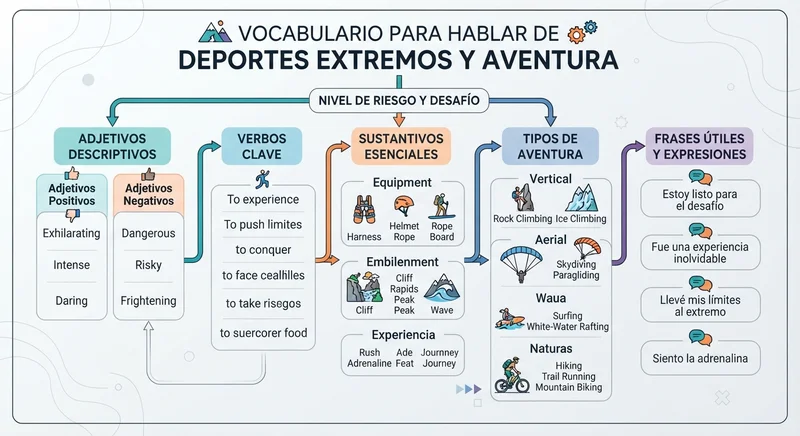 VOCABULARIO PARA HABLAR DE
DEPORTES EXTREMOS Y AVENTURA
NIVEL DE RIESGO Y DESAFÍO
ADJETIVOS
DESCRIPTIVOS
Adjetivos
Positivos
Exhilarating
Intense
Daring
Adjetivos
Negativos
Dangerous
Risky
Frightening
VERBOS
CLAVE
To experience
To push limites
to conquer
to face cealhlles
to take risegos
to suercorer food
SUSTANTIVOS
ESENCIALES
Equipment
Harness
Helmet
Rope
Rope
Board
Embilenment
Cliff
Cliff
Rapids
Peak
Peak
Wave
Experiencia
Rush
Adrenaline
Ade
Feat
Journney
Journey
TIPOS DE
AVENTURA
Vertical
Rock Climbing
Ice Climbing
Aerial
Skydiving
Paragliding
Waua
Surfing
White-Water Rafting
Naturas
Hiking
Trail Running
Mountain Biking
FRASES ÚTILES
Y EXPRESIONES
Estoy listo para
el desafío
Fue una experiencia
inolvidable
Llevé mis límites
al extremo
Siento la adrenalina